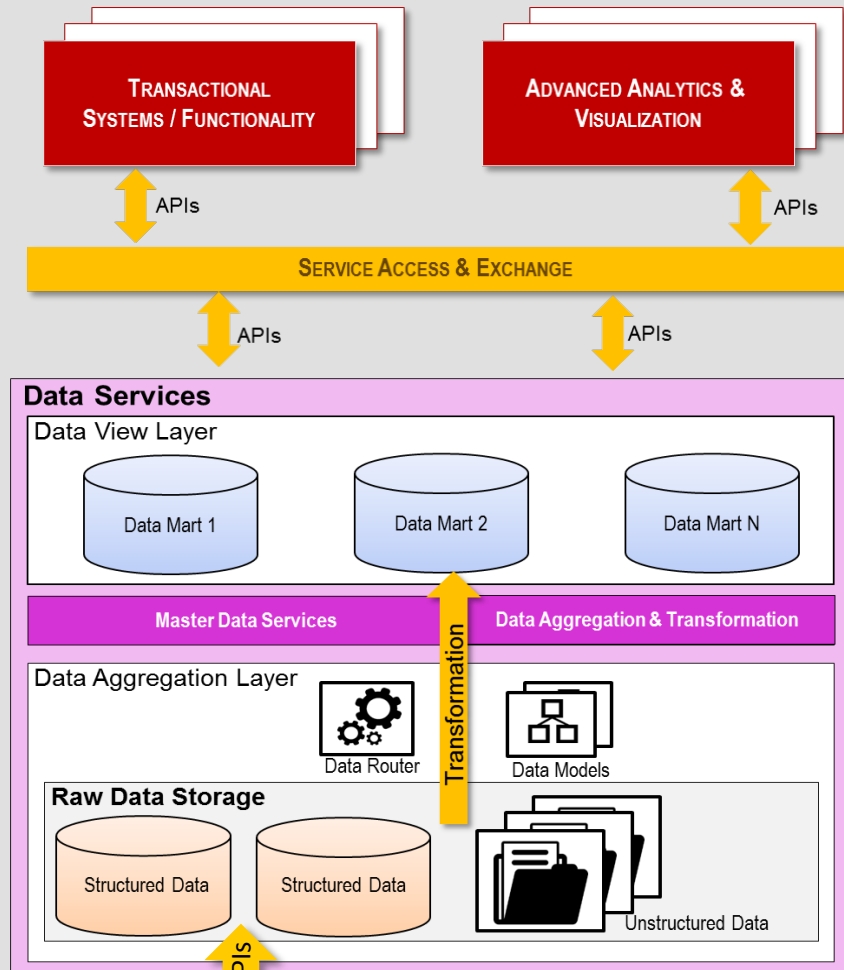 TRANSACTIONAL
SYSTEMS / FUNCTIONALITY
ADVANCED ANALYTICS &
VISUALIZATION
APIs
APIs
SERVICE ACCESS & EXCHANGE
APIs
APIs
Data Services
Data View Layer
Data Mart 1
Data Mart 2
Data Mart N
Master Data Services
Data Aggregation & Transformation
Transformation
Data Aggregation Layer
Data Router
Data Models
Raw Data Storage
Structured Data
Structured Data
Unstructured Data
PIs